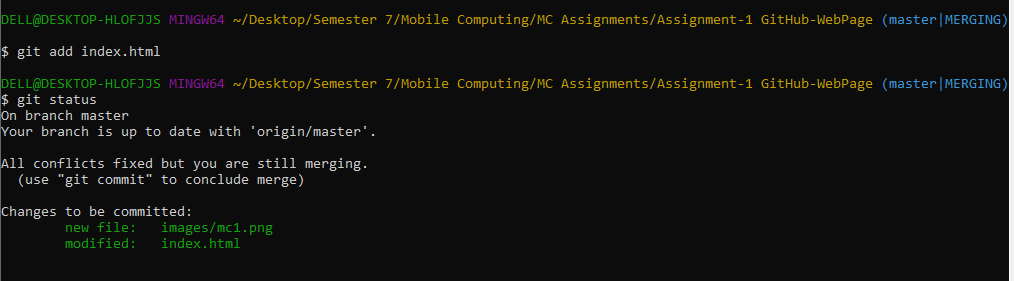 DELL@DESKTOP-HLOFJJS MINGW64 ~/Desktop/Semester 7/Mobile Computing/MC Assignments/Assignment-1 GitHub-WebPage (master|MERGING)
$ git add index.html
DELL@DESKTOP-HLOFJJS MINGW64 ~/Desktop/Semester 7/Mobile Computing/MC Assignments/Assignment-1 GitHub-WebPage (master|MERGING)
$ git status
On branch master
Your branch is up to date with 'origin/master'.
All conflicts fixed but you are still merging.
  (use "git commit" to conclude merge)
Changes to be committed:
        new file:   images/mc1.png
        modified:   index.html